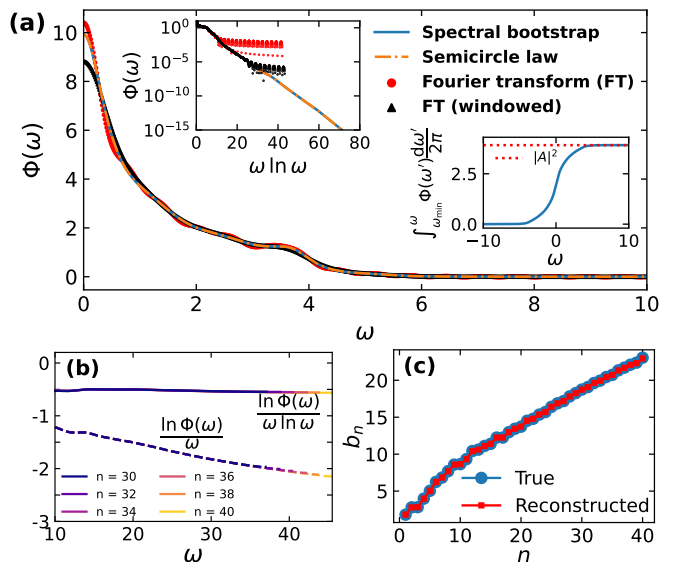 (a)
Φ(ω)
10
8
6
4
2
0
0
2
4
6
8
10
ω
Spectral bootstrap
Semicircle law
Fourier transform (FT)
FT (windowed)
Φ(ω)
10^0
10^−5
10^−10
10^−15
0
20
40
60
80
ω ln ω
∫_{ω_min}^{ω} Φ(ω′) dω′/2π
2.5
0.0
−10
0
10
ω
|A|^2
(b)
0
-1
-2
-3
10
20
30
40
ω
ln Φ(ω)/ω
ln Φ(ω)/ω ln ω
n = 30
n = 32
n = 34
n = 36
n = 38
n = 40
(c)
b_n
20
15
10
5
0
10
20
30
40
n
True
Reconstructed